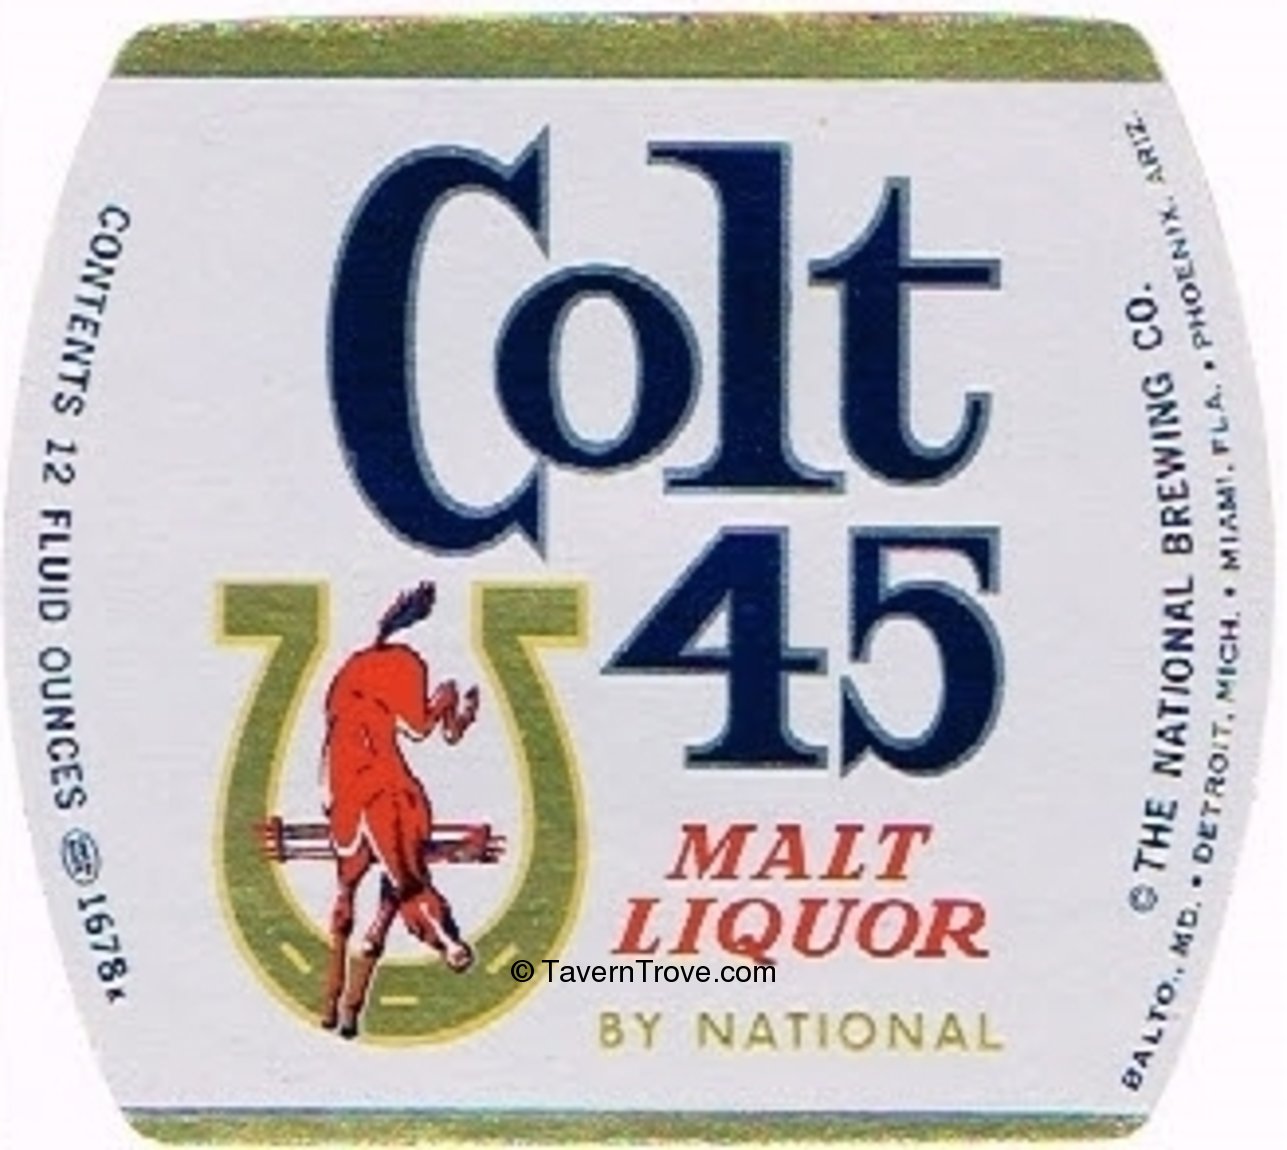 Colt
45
MALT
LIQUOR
BY NATIONAL
CONTENTS 12 FLUID OUNCES
1678
© THE NATIONAL BREWING CO.
BALTO., MD. • DETROIT, MICH. • MIAMI, FLA. • PHOENIX, ARIZ.
© TavernTrove.com